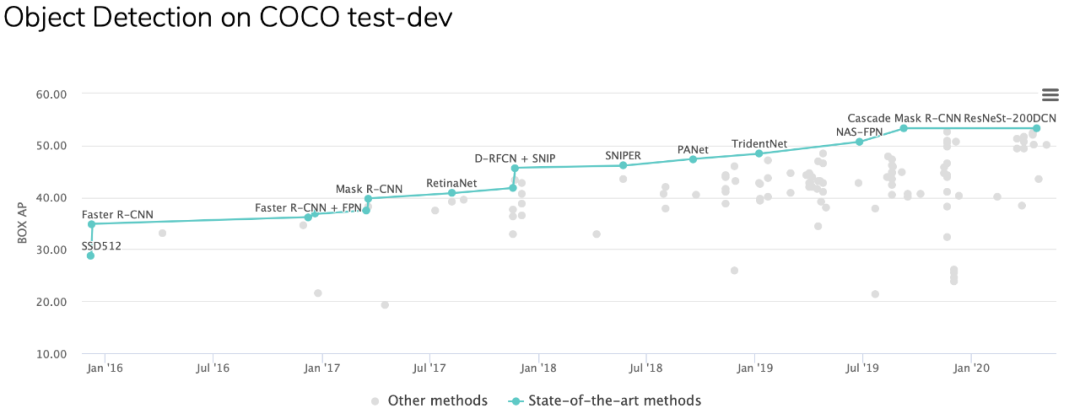 Object Detection on COCO test-dev
60.00
Cascade Mask R-CNN ResNeSt-200DCN
50.00
NAS-FPN
TridentNet
PANet
SNIPER
D-RFCN + SNIP
RetinaNet
Mask R-CNN
40.00
Faster R-CNN + FPN
Faster R-CNN
BOX AP
SSD512
30.00
20.00
10.00
Jan '16 Jul '16 Jan '17 Jul '17 Jan '18 Jul '18 Jan '19 Jul '19 Jan '20
Other methods State-of-the-art methods